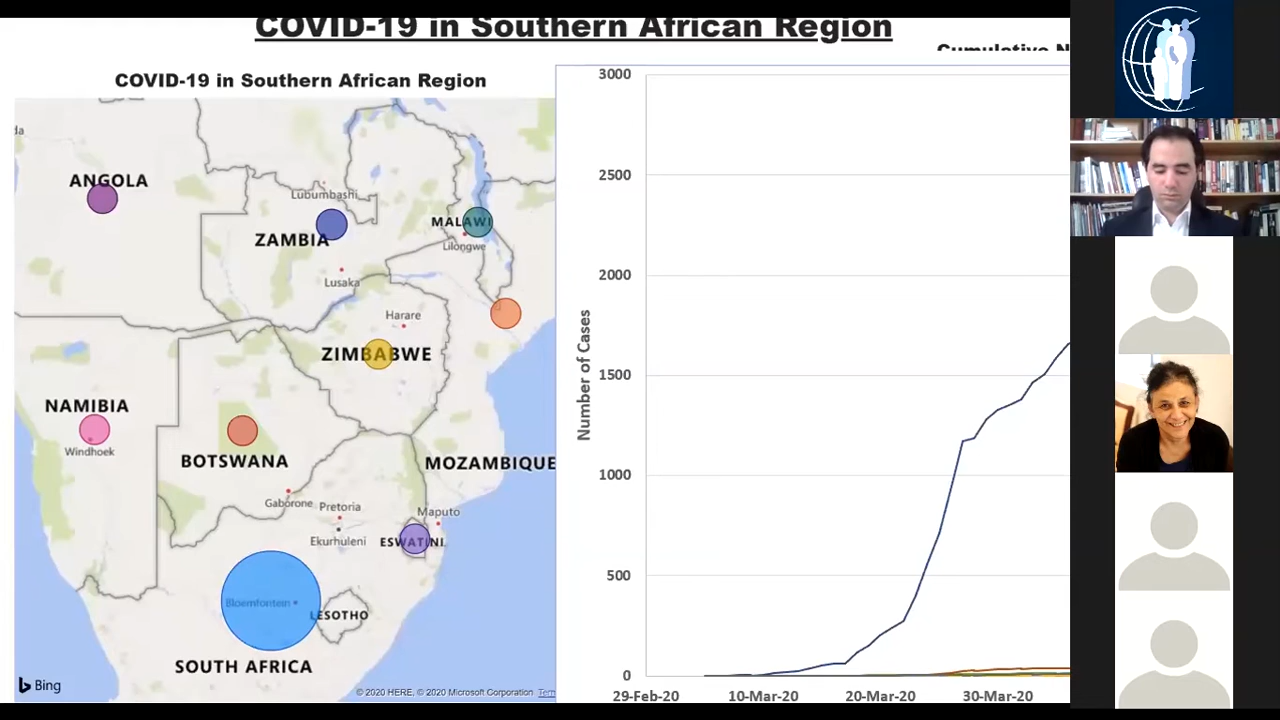 COVID-19 in Southern African Region
Cumulative N
COVID-19 in Southern African Region
da
ANGOLA
Lubumbashi
MALAWI
ZAMBIA
Lilongwe
Lusaka
Harare
ZIMBABWE
NAMIBIA
Windhoek
BOTSWANA
MOZAMBIQUE
Gaborone
Pretoria
Maputo
Ekurhuleni
ESWATINI
Bloemfontein
LESOTHO
SOUTH AFRICA
Bing
© 2020 HERE, © 2020 Microsoft Corporation Tem
Number of Cases
3000
2500
2000
1500
1000
500
0
29-Feb-20
10-Mar-20
20-Mar-20
30-Mar-20